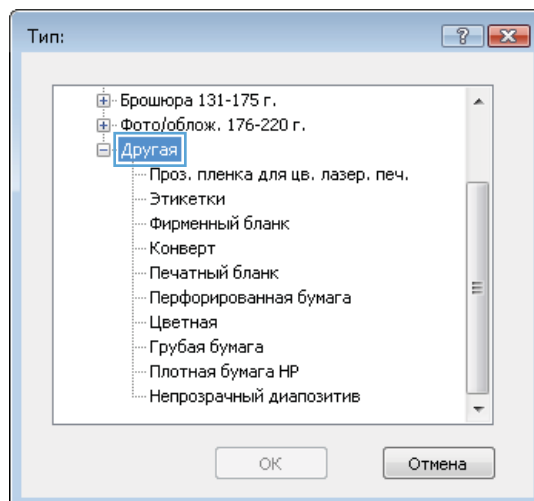 Тип:
Брошюра 131-175 г.
Фото/облож. 176-220 г.
Другая
Проз. пленка для цв. лазер. печ.
Этикетки
Фирменный бланк
Конверт
Печатный бланк
Перфорированная бумага
Цветная
Грубая бумага
Плотная бумага HP
Непрозрачный диапозитив
ОК Отмена